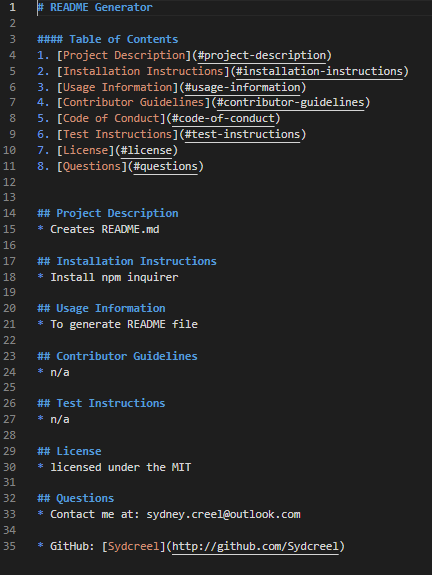 1 # README Generator
2
3 #### Table of Contents
4 1. [Project Description](#project-description)
5 2. [Installation Instructions](#installation-instructions)
6 3. [Usage Information](#usage-information)
7 4. [Contributor Guidelines](#contributor-guidelines)
8 5. [Code of Conduct](#code-of-conduct)
9 6. [Test Instructions](#test-instructions)
10 7. [License](#license)
11 8. [Questions](#questions)
12
13
14 ## Project Description
15 * Creates README.md
16
17 ## Installation Instructions
18 * Install npm inquirer
19
20 ## Usage Information
21 * To generate README file
22
23 ## Contributor Guidelines
24 * n/a
25
26 ## Test Instructions
27 * n/a
28
29 ## License
30 * licensed under the MIT
31
32 ## Questions
33 * Contact me at: sydney.creel@outlook.com
34
35 * GitHub: [Sydcreel](http://github.com/Sydcreel)